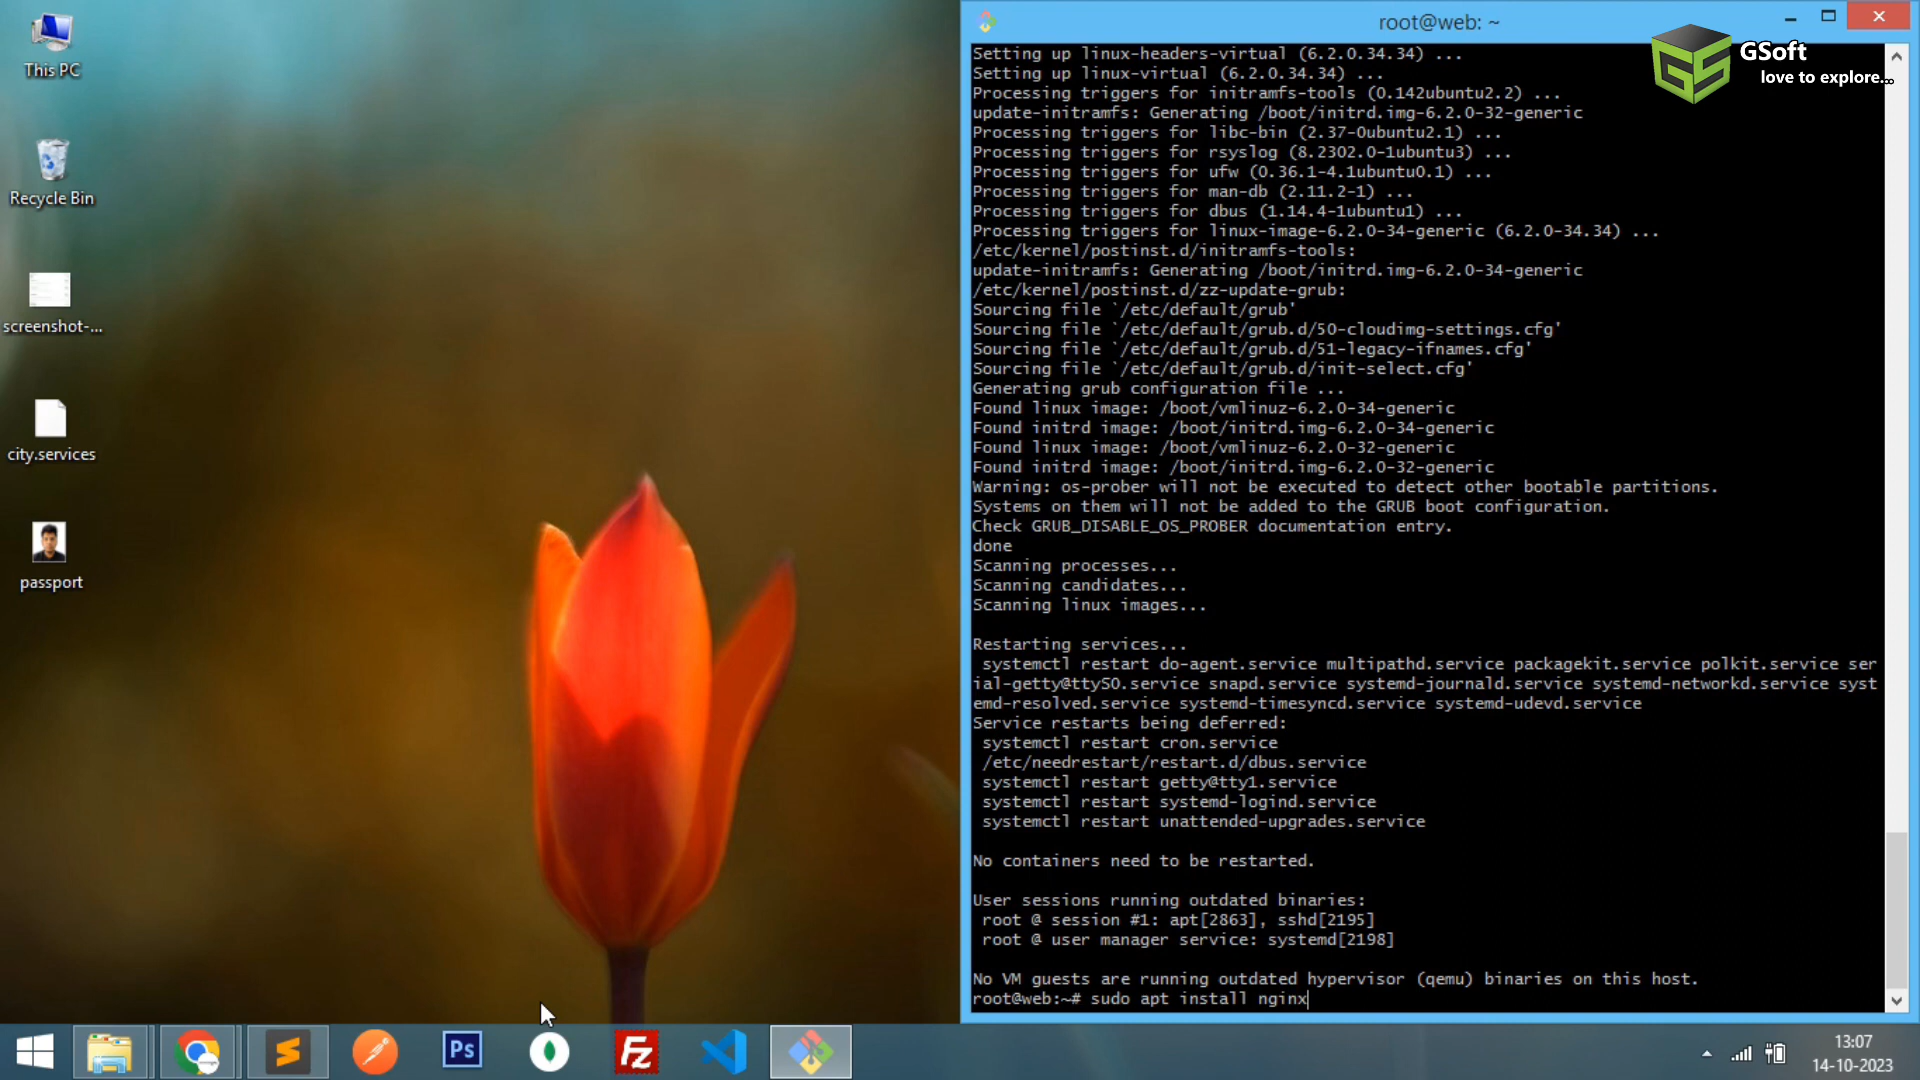 This PC
Recycle Bin
screenshot-...
city.services
passport
root@web: ~
GSoft
love to explore...
Setting up linux-headers-virtual (6.2.0.34.34) ...
Setting up linux-virtual (6.2.0.34.34) ...
Processing triggers for initramfs-tools (0.142ubuntu2.2) ...
update-initramfs: Generating /boot/initrd.img-6.2.0-32-generic
Processing triggers for libc-bin (2.37-0ubuntu2.1) ...
Processing triggers for rsyslog (8.2302.0-1ubuntu3) ...
Processing triggers for ufw (0.36.1-4.1ubuntu0.1) ...
Processing triggers for man-db (2.11.2-1) ...
Processing triggers for dbus (1.14.4-1ubuntu1) ...
Processing triggers for linux-image-6.2.0-34-generic (6.2.0-34.34) ...
/etc/kernel/postinst.d/initramfs-tools:
update-initramfs: Generating /boot/initrd.img-6.2.0-34-generic
/etc/kernel/postinst.d/zz-update-grub:
Sourcing file `/etc/default/grub'
Sourcing file `/etc/default/grub.d/50-cloudimg-settings.cfg'
Sourcing file `/etc/default/grub.d/51-legacy-ifnames.cfg'
Sourcing file `/etc/default/grub.d/init-select.cfg'
Generating grub configuration file ...
Found linux image: /boot/vmlinuz-6.2.0-34-generic
Found initrd image: /boot/initrd.img-6.2.0-34-generic
Found linux image: /boot/vmlinuz-6.2.0-32-generic
Found initrd image: /boot/initrd.img-6.2.0-32-generic
Warning: os-prober will not be executed to detect other bootable partitions.
Systems on them will not be added to the GRUB boot configuration.
Check GRUB_DISABLE_OS_PROBER documentation entry.
done
Scanning processes...
Scanning candidates...
Scanning linux images...
Restarting services...
systemctl restart do-agent.service multipathd.service packagekit.service polkit.service ser
ial-getty@ttyS0.service snapd.service systemd-journald.service systemd-networkd.service syst
emd-resolved.service systemd-timesyncd.service systemd-udevd.service
Service restarts being deferred:
systemctl restart cron.service
/etc/needrestart/restart.d/dbus.service
systemctl restart getty@tty1.service
systemctl restart systemd-logind.service
systemctl restart unattended-upgrades.service
No containers need to be restarted.
User sessions running outdated binaries:
root @ session #1: apt[2863], sshd[2195]
root @ user manager service: systemd[2198]
No VM guests are running outdated hypervisor (qemu) binaries on this host.
root@web:~# sudo apt install nginx
Ps
Fz
13:07
14-10-2023